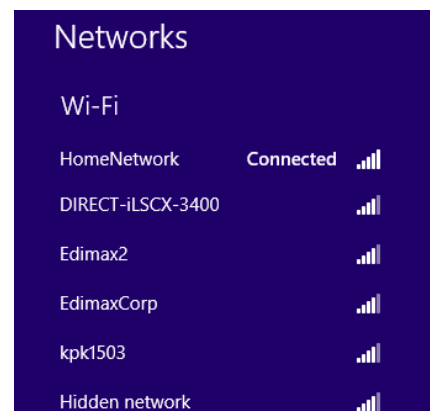 Networks
Wi-Fi
HomeNetwork Connected
DIRECT-iLSCX-3400
Edimax2
EdimaxCorp
kpk1503
Hidden network